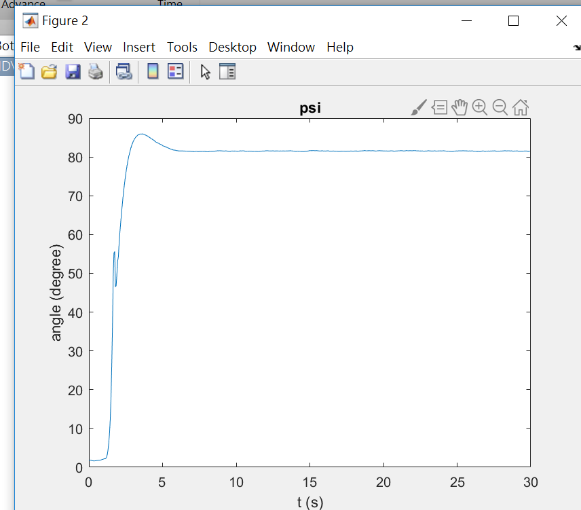 Advance
Time
Figure 2
File Edit View Insert Tools Desktop Window Help
psi
90
80
70
60
50
40
30
20
10
0
angle (degree)
0 5 10 15 20 25 30
t (s)